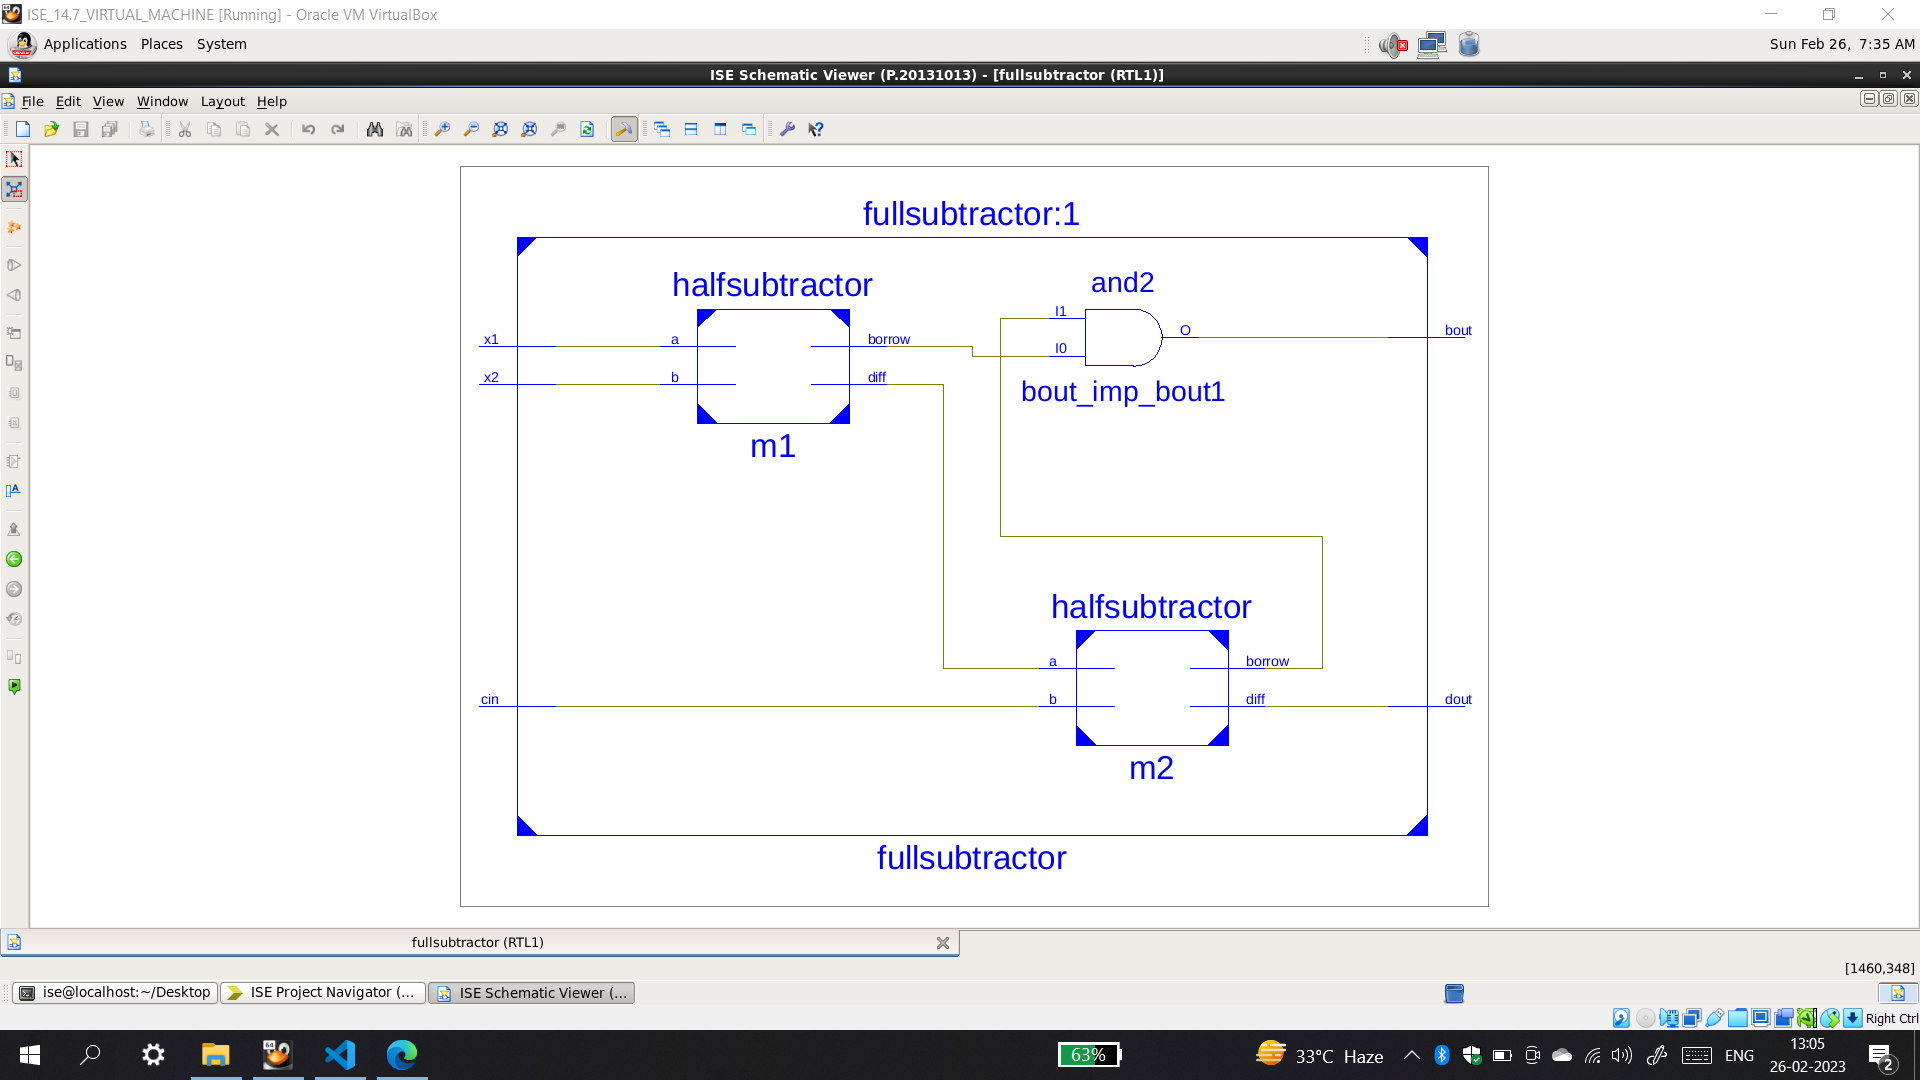 ISE_14.7_VIRTUAL_MACHINE [Running] - Oracle VM VirtualBox
Applications Places System
Sun Feb 26, 7:35 AM
ISE Schematic Viewer (P.20131013) - [fullsubtractor (RTL1)]
File Edit View Window Layout Help
fullsubtractor:1
halfsubtractor
and2
I1
x1
a
borrow
I0
O
bout
x2
b
diff
bout_imp_bout1
m1
halfsubtractor
a
borrow
cin
b
diff
dout
m2
fullsubtractor
fullsubtractor (RTL1)
[1460,348]
ise@localhost:~/Desktop
ISE Project Navigator (...
ISE Schematic Viewer (...
Right Ctrl
64
63%
33°C Haze
ENG
13:05
26-02-2023
2